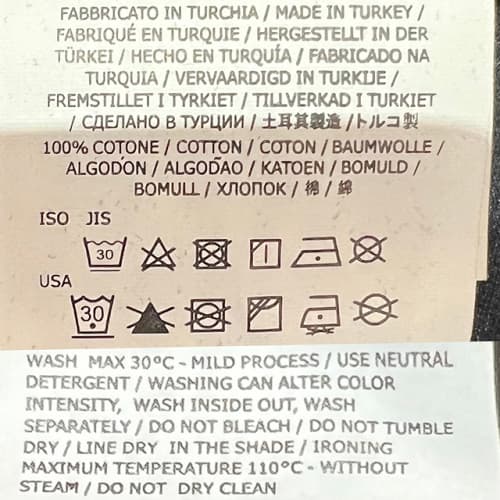 FABBRICATO IN TURCHIA / MADE IN TURKEY /
FABRIQUÉ EN TURQUIE / HERGESTELLT IN DER
TÜRKEI / HECHO EN TURQUÍA / FABRICADO NA
TURQUIA / VERVAARDIGD IN TURKIJE /
FREMSTILLET I TYRKIET / TILLVERKAD I TURKIET
/ СДЕЛАНО В ТУРЦИИ / 土耳其製造 / トルコ製
100% COTONE / COTTON / COTON / BAUMWOLLE /
ALGODÓN / ALGODÃO / KATOEN / BOMULD /
BOMULL / ХЛОПОК / 棉 / 綿
ISO JIS
30
USA
30
WASH MAX 30°C - MILD PROCESS / USE NEUTRAL
DETERGENT / WASHING CAN ALTER COLOR
INTENSITY, WASH INSIDE OUT, WASH
SEPARATELY / DO NOT BLEACH / DO NOT TUMBLE
DRY / LINE DRY IN THE SHADE / IRONING
MAXIMUM TEMPERATURE 110°C - WITHOUT
STEAM / DO NOT DRY CLEAN